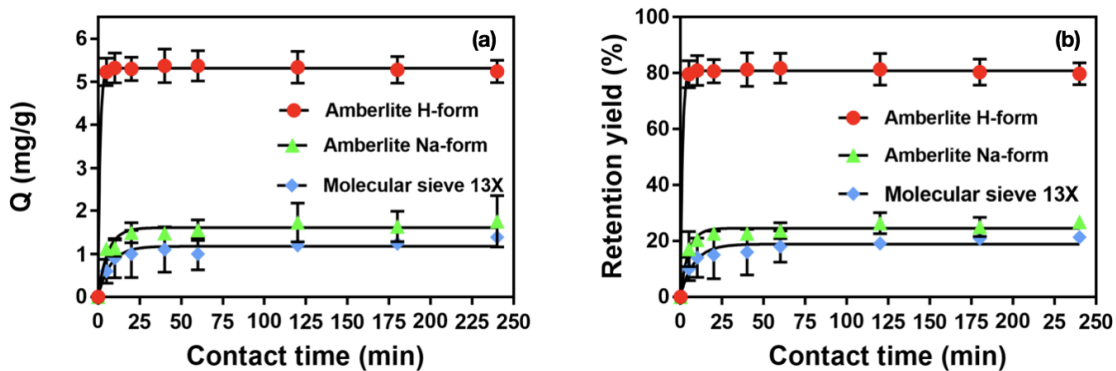 (a)
Q (mg/g)
6
5
4
3
2
1
0
Amberlite H-form
Amberlite Na-form
Molecular sieve 13X
0 25 50 75 100 125 150 175 200 225 250
Contact time (min)
(b)
Retention yield (%)
100
80
60
40
20
0
Amberlite H-form
Amberlite Na-form
Molecular sieve 13X
0 25 50 75 100 125 150 175 200 225 250
Contact time (min)